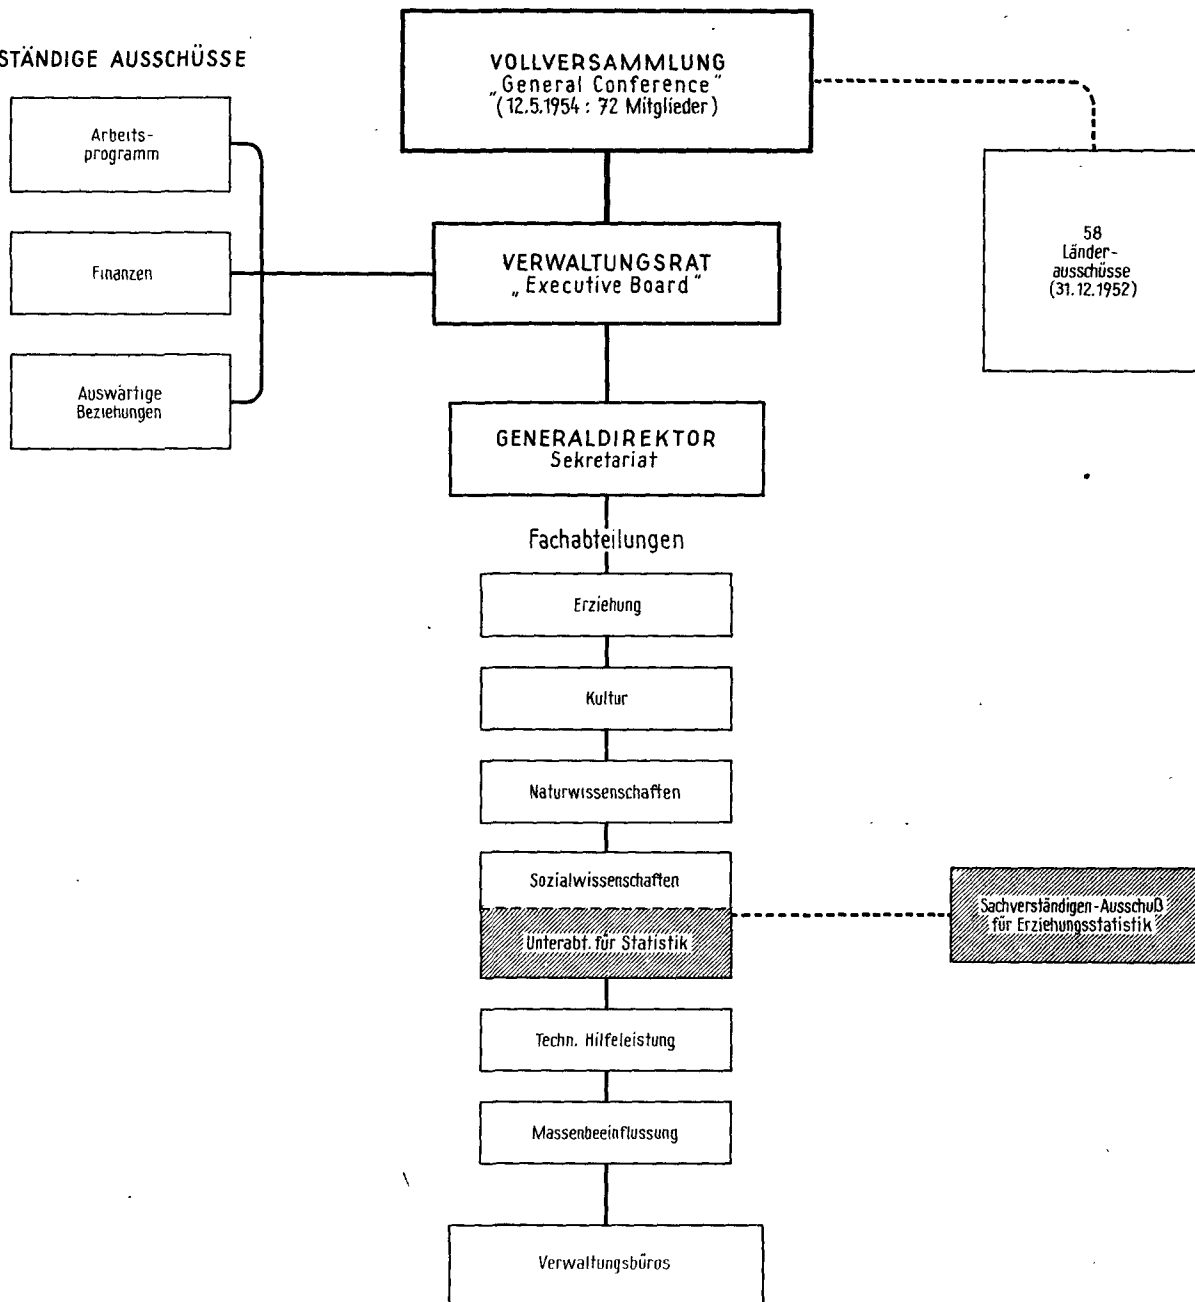 STÄNDIGE AUSSCHÜSSE
Arbeits-
programm
Finanzen
Auswärtige
Beziehungen
VOLLVERSAMMLUNG
„General Conference"
(12.5.1954 : 72 Mitglieder)
58
Länder-
ausschüsse
(31.12.1952)
VERWALTUNGSRAT
„Executive Board"
GENERALDIREKTOR
Sekretariat
Fachabteilungen
Erziehung
Kultur
Naturwissenschaften
Sozialwissenschaften
Unterabt. für Statistik
Sachverständigen-Ausschuß
für Erziehungsstatistik
Techn. Hilfeleistung
Massenbeeinflussung
Verwaltungsbüros